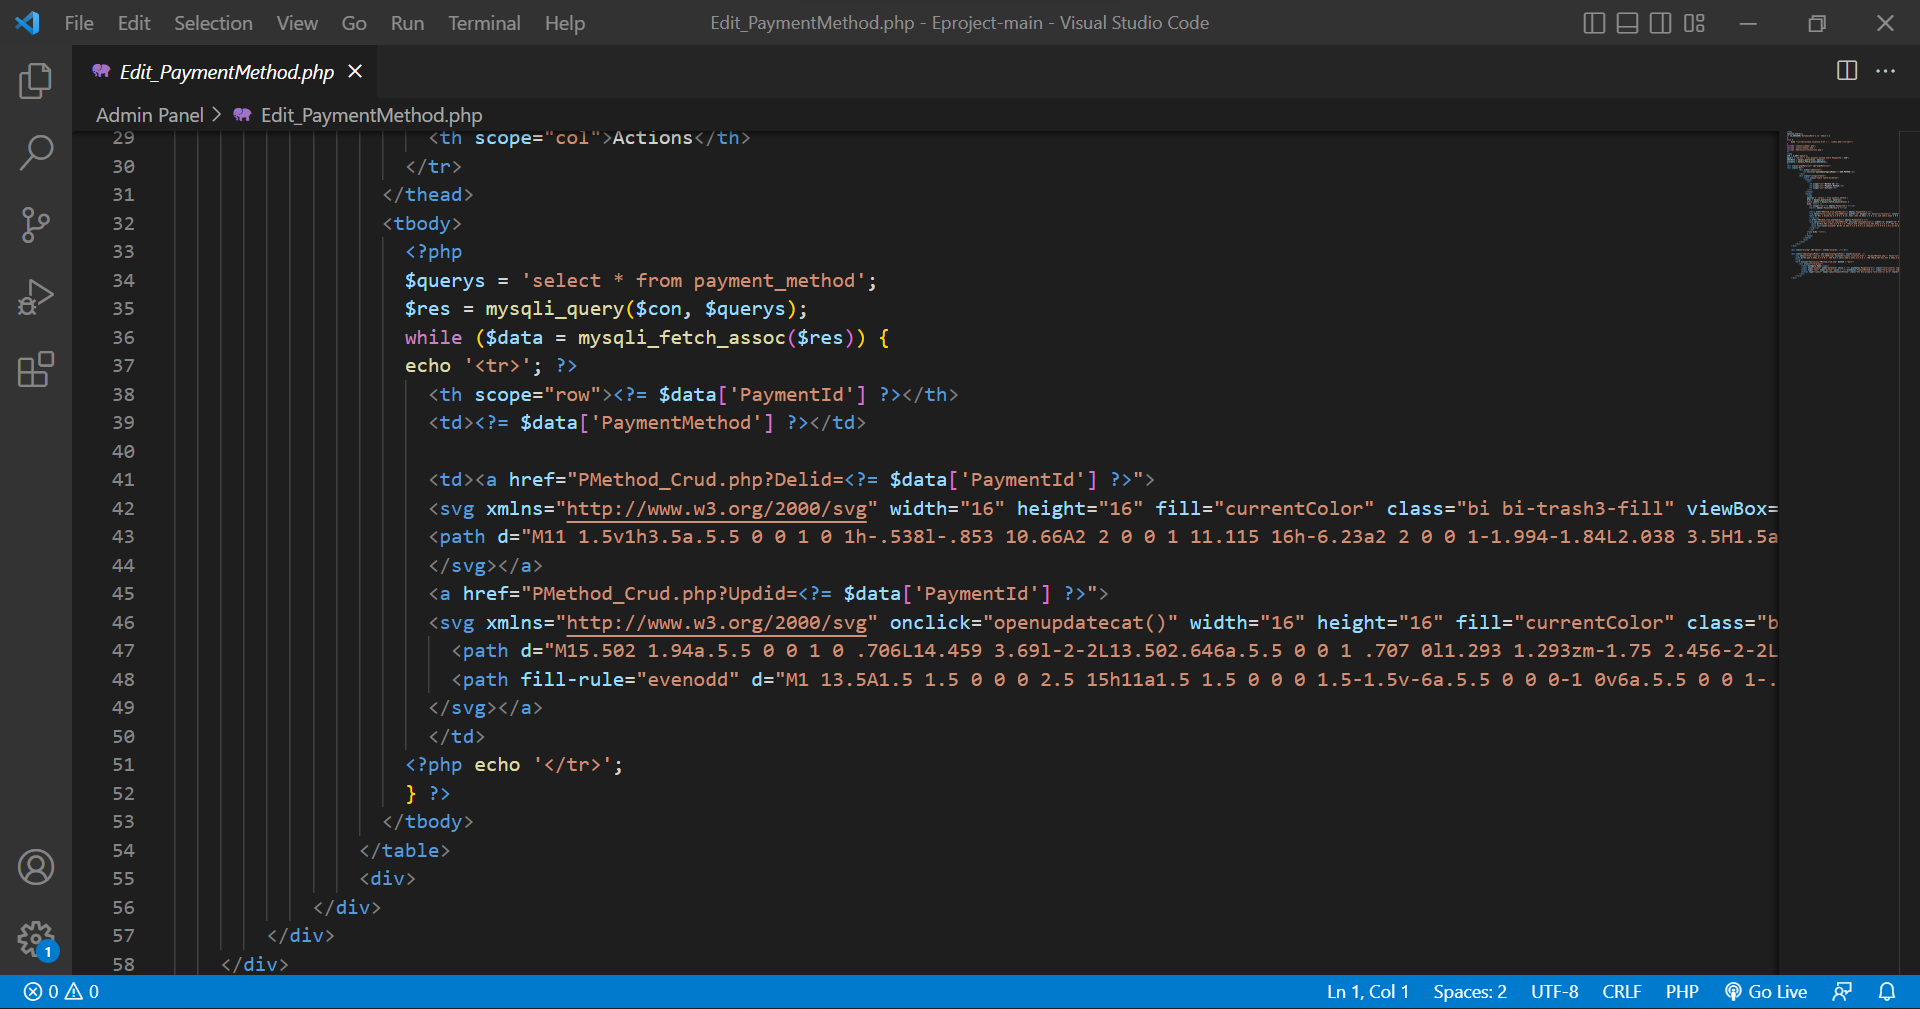 File Edit Selection View Go Run Terminal Help Edit_PaymentMethod.php - Eproject-main - Visual Studio Code
Edit_PaymentMethod.php
Admin Panel > Edit_PaymentMethod.php
29 <th scope="col">Actions</th>
30 </tr>
31 </thead>
32 <tbody>
33 <?php
34 $querys = 'select * from payment_method';
35 $res = mysqli_query($con, $querys);
36 while ($data = mysqli_fetch_assoc($res)) {
37 echo '<tr>'; ?>
38 <th scope="row"><?= $data['PaymentId'] ?></th>
39 <td><?= $data['PaymentMethod'] ?></td>
40
41 <td><a href="PMethod_Crud.php?Delid=<?= $data['PaymentId'] ?>">
42 <svg xmlns="http://www.w3.org/2000/svg" width="16" height="16" fill="currentColor" class="bi bi-trash3-fill" viewBox=
43 <path d="M11 1.5v1h3.5a.5.5 0 0 1 0 1h-.538l-.853 10.66A2 2 0 0 1 11.115 16h-6.23a2 2 0 0 1-1.994-1.84L2.038 3.5H1.5a
44 </svg></a>
45 <a href="PMethod_Crud.php?Updid=<?= $data['PaymentId'] ?>">
46 <svg xmlns="http://www.w3.org/2000/svg" onclick="openupdatecat()" width="16" height="16" fill="currentColor" class="b
47 <path d="M15.502 1.94a.5.5 0 0 1 0 .706L14.459 3.69l-2-2L13.502.646a.5.5 0 0 1 .707 0l1.293 1.293zm-1.75 2.456-2-2L
48 <path fill-rule="evenodd" d="M1 13.5A1.5 1.5 0 0 0 2.5 15h11a1.5 1.5 0 0 0 1.5-1.5v-6a.5.5 0 0 0-1 0v6a.5.5 0 0 1-.
49 </svg></a>
50 </td>
51 <?php echo '</tr>';
52 } ?>
53 </tbody>
54 </table>
55 <div>
56 </div>
57 </div>
58 </div>
1
0 0 Ln 1, Col 1 Spaces: 2 UTF-8 CRLF PHP Go Live